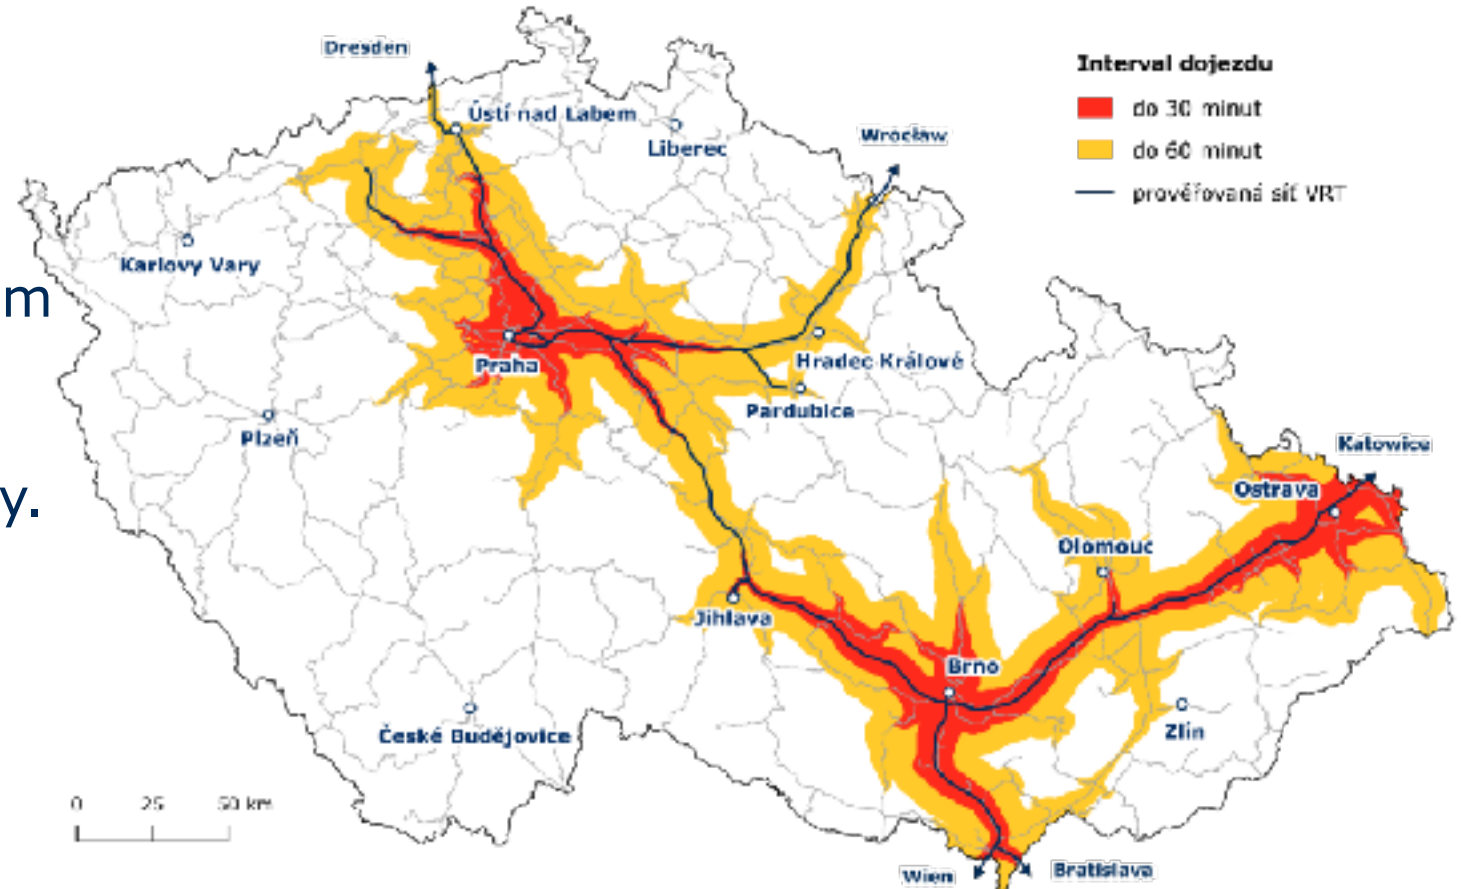 Dresden
Ústí nad Labem
Liberec
Wrocław
Interval dojezdu
do 30 minut
do 60 minut
prověřovaná síť VRT
Karlovy Vary
m
Praha
Hradec Králové
Pardubice
Plzeň
Katowice
Ostrava
y.
Olomouc
Jihlava
Brno
Zlín
České Budějovice
0 25 50 km
Wien
Bratislava